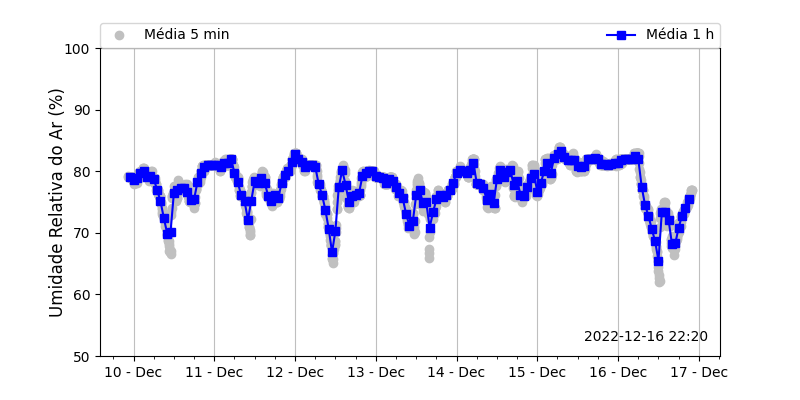 Média 5 min Média 1 h
Umidade Relativa do Ar (%)
100
90
80
70
60
50
2022-12-16 22:20
10 - Dec 11 - Dec 12 - Dec 13 - Dec 14 - Dec 15 - Dec 16 - Dec 17 - Dec